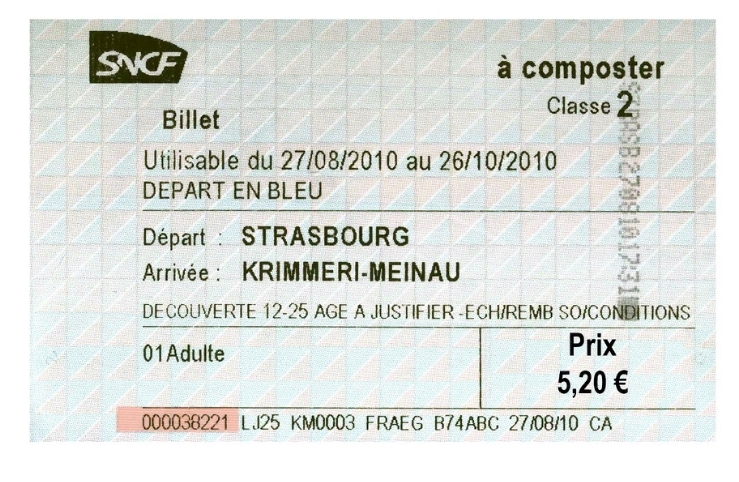 SNCF
à composter
Classe 2
Billet
Utilisable du 27/08/2010 au 26/10/2010
DEPART EN BLEU
Départ : STRASBOURG
Arrivée : KRIMMERI-MEINAU
DECOUVERTE 12-25 AGE A JUSTIFIER -ECH/REMB SO/CONDITIONS
01Adulte
Prix
5,20 €
000038221 LJ25 KM0003 FRAEG B74ABC 27/08/10 CA